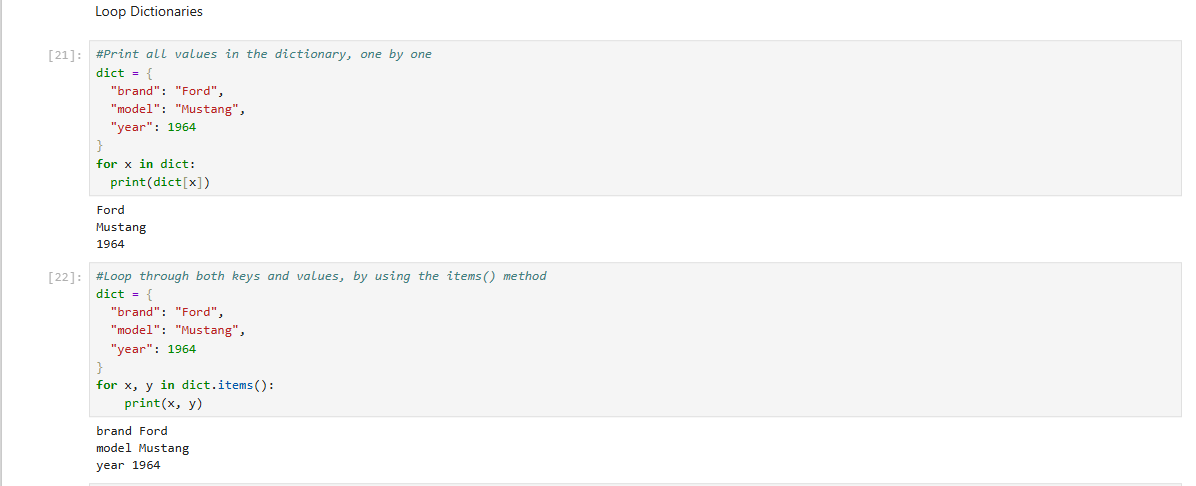 Loop Dictionaries
[21]:
#Print all values in the dictionary, one by one
dict = {
  "brand": "Ford",
  "model": "Mustang",
  "year": 1964
}
for x in dict:
  print(dict[x])
Ford
Mustang
1964
[22]:
#Loop through both keys and values, by using the items() method
dict = {
  "brand": "Ford",
  "model": "Mustang",
  "year": 1964
}
for x, y in dict.items():
    print(x, y)
brand Ford
model Mustang
year 1964